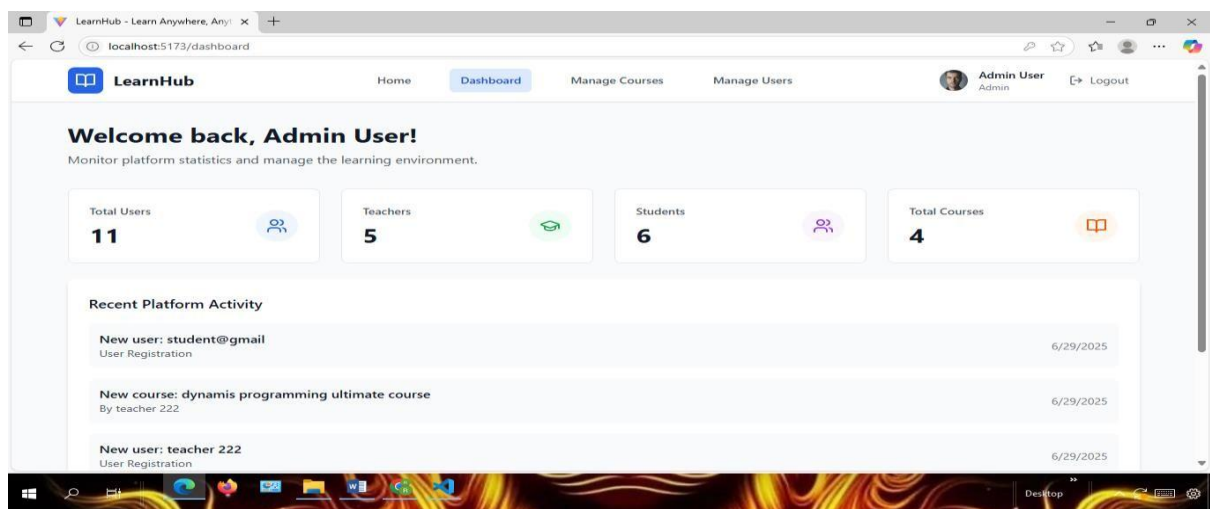 LearnHub - Learn Anywhere, Any
localhost:5173/dashboard
LearnHub
Home
Dashboard
Manage Courses
Manage Users
Admin User
Admin
Logout
Welcome back, Admin User!
Monitor platform statistics and manage the learning environment.
Total Users
11
Teachers
5
Students
6
Total Courses
4
Recent Platform Activity
New user: student@gmail
User Registration
6/29/2025
New course: dynamis programming ultimate course
By teacher 222
6/29/2025
New user: teacher 222
User Registration
6/29/2025
Desktop